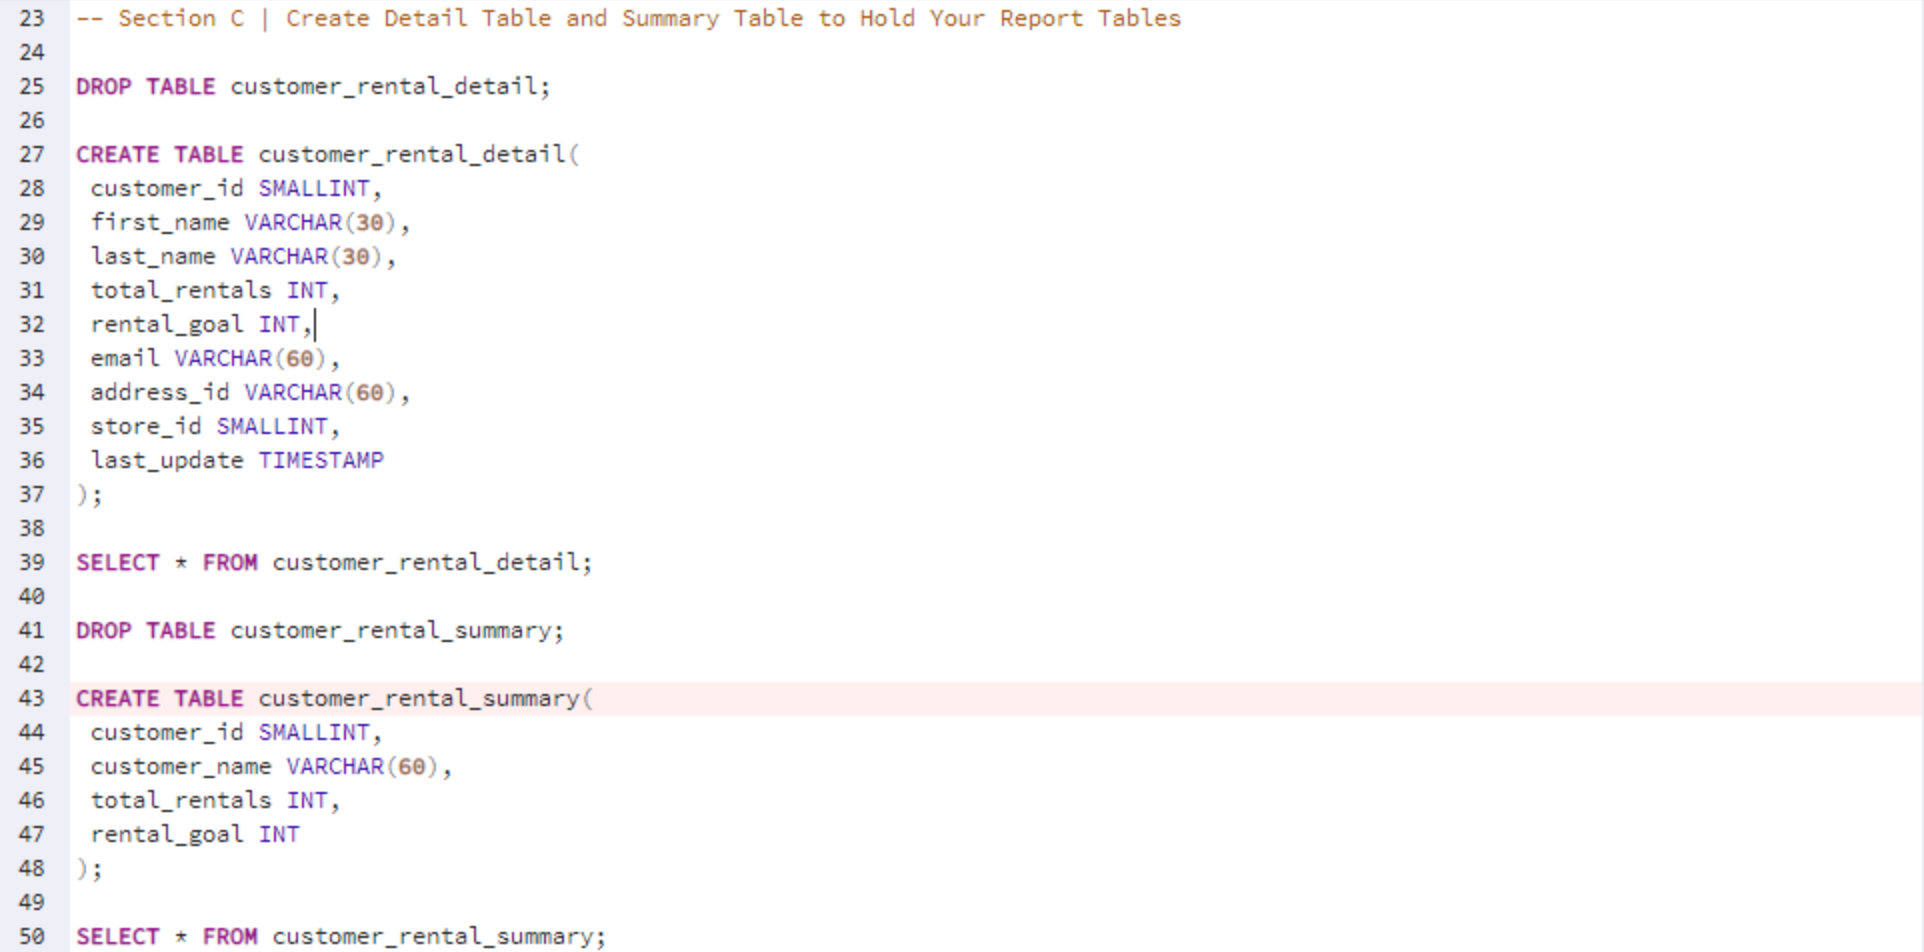 23 -- Section C | Create Detail Table and Summary Table to Hold Your Report Tables
24
25 DROP TABLE customer_rental_detail;
26
27 CREATE TABLE customer_rental_detail(
28  customer_id SMALLINT,
29  first_name VARCHAR(30),
30  last_name VARCHAR(30),
31  total_rentals INT,
32  rental_goal INT,
33  email VARCHAR(60),
34  address_id VARCHAR(60),
35  store_id SMALLINT,
36  last_update TIMESTAMP
37 );
38
39 SELECT * FROM customer_rental_detail;
40
41 DROP TABLE customer_rental_summary;
42
43 CREATE TABLE customer_rental_summary(
44  customer_id SMALLINT,
45  customer_name VARCHAR(60),
46  total_rentals INT,
47  rental_goal INT
48 );
49
50 SELECT * FROM customer_rental_summary;